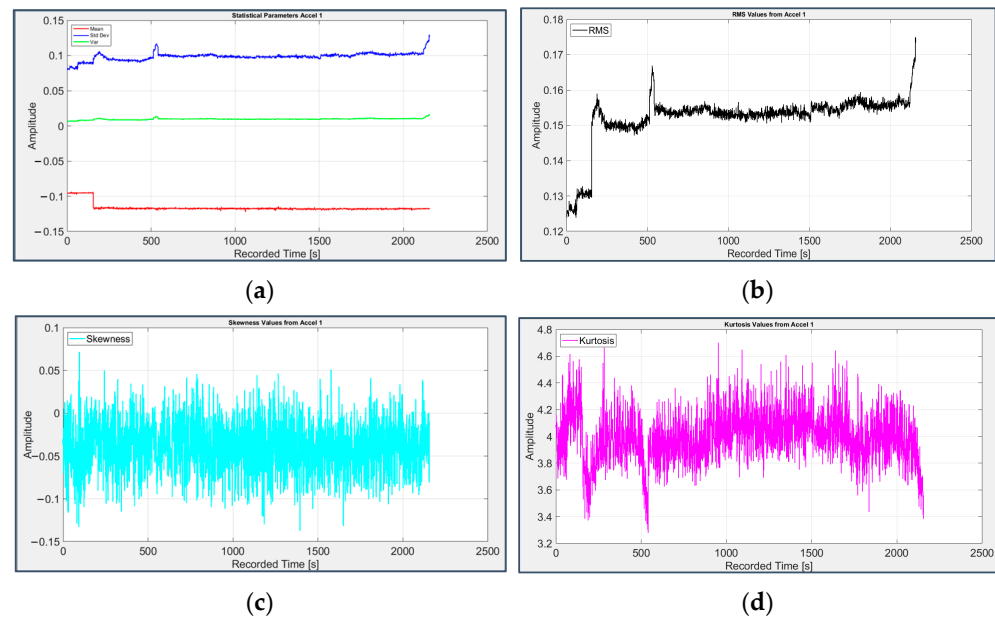 Statistical Parameters Accel 1
Mean
Std Dev
Var
0.15
0.1
0.05
0
−0.05
−0.1
−0.15
Amplitude
0 500 1000 1500 2000 2500
Recorded Time [s]
(a)
RMS Values from Accel 1
RMS
0.18
0.17
0.16
0.15
0.14
0.13
0.12
Amplitude
0 500 1000 1500 2000 2500
Recorded Time [s]
(b)
Skewness Values from Accel 1
Skewness
0.1
0.05
0
−0.05
−0.1
−0.15
Amplitude
0 500 1000 1500 2000 2500
Recorded Time [s]
(c)
Kurtosis Values from Accel 1
Kurtosis
4.8
4.6
4.4
4.2
4
3.8
3.6
3.4
3.2
Amplitude
0 500 1000 1500 2000 2500
Recorded Time [s]
(d)